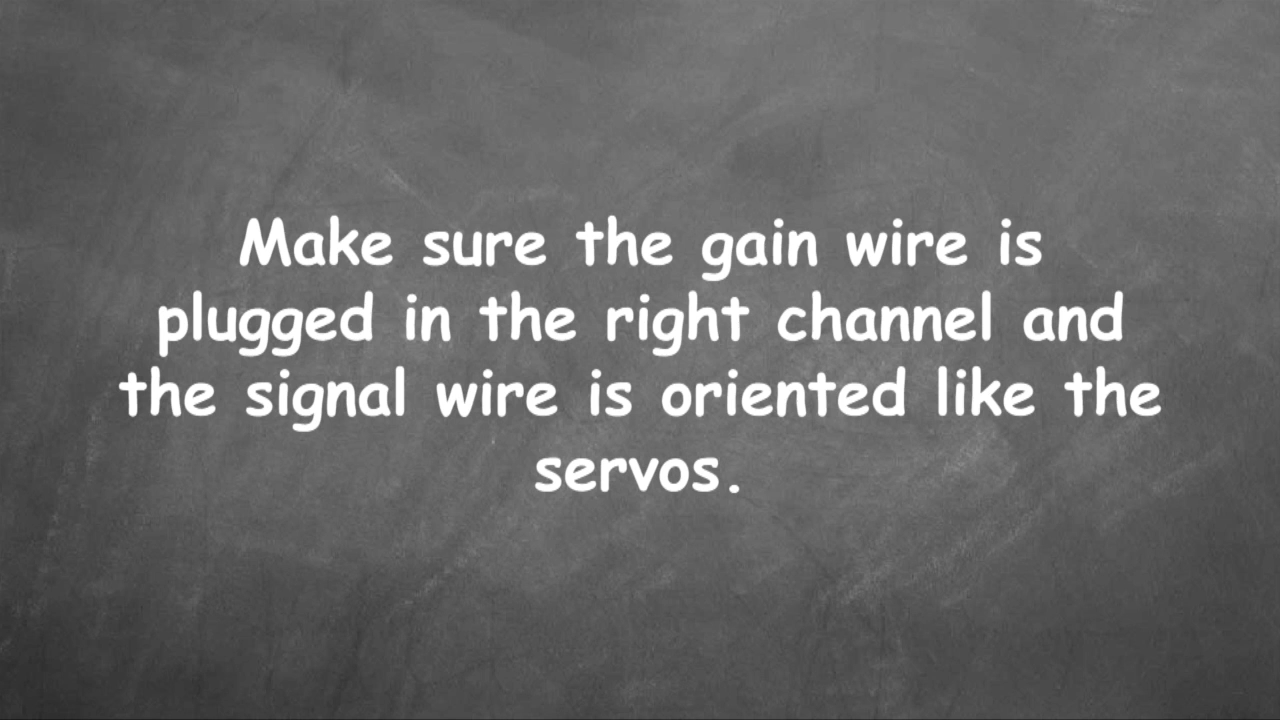 Make sure the gain wire is
plugged in the right channel and
the signal wire is oriented like the
servos.